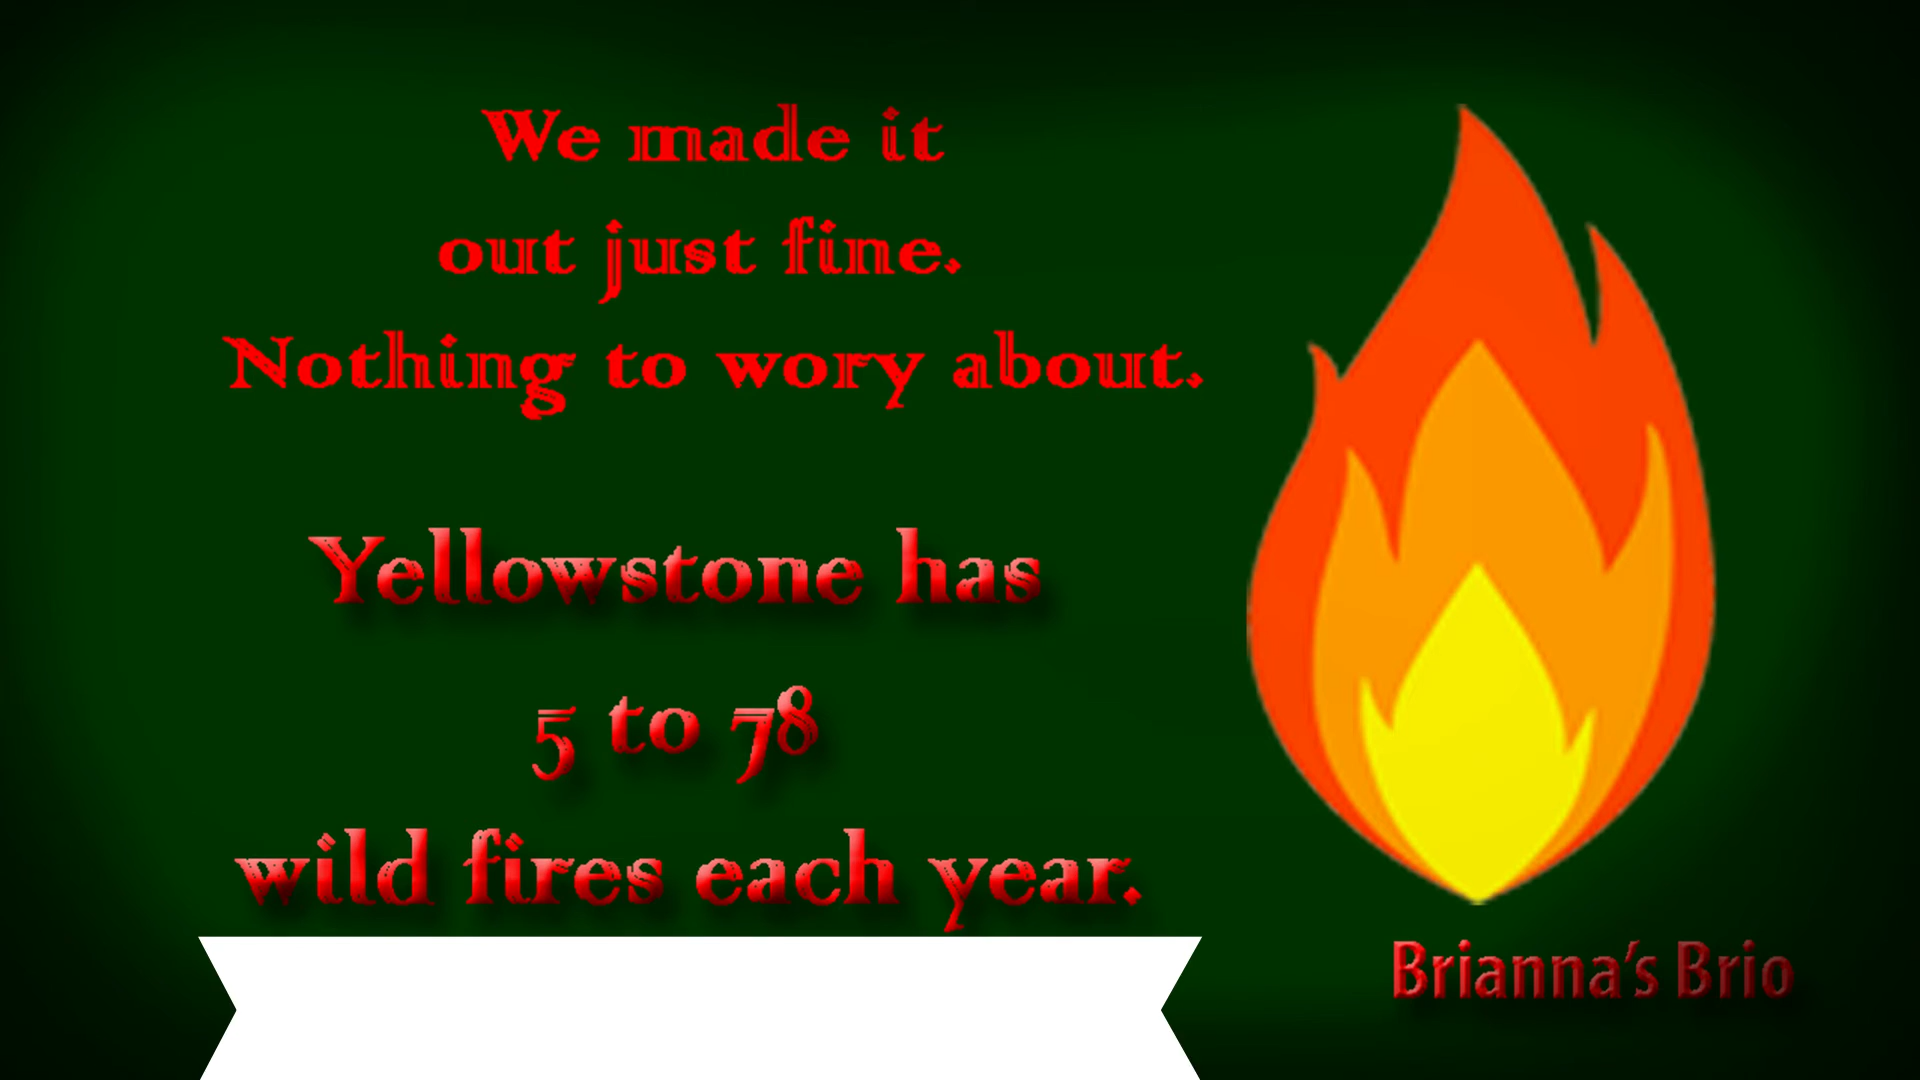 We made it
out just fine.
Nothing to wory about.
Yellowstone has
5 to 78
wild fires each year.
Brianna's Brio